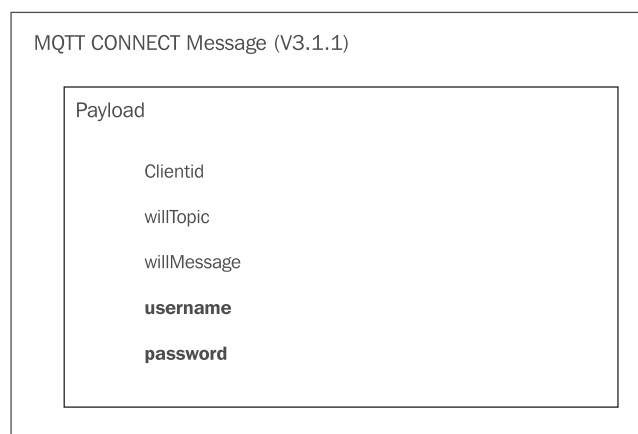 MQTT CONNECT Message (V3.1.1)
Payload
Clientid
willTopic
willMessage
username
password